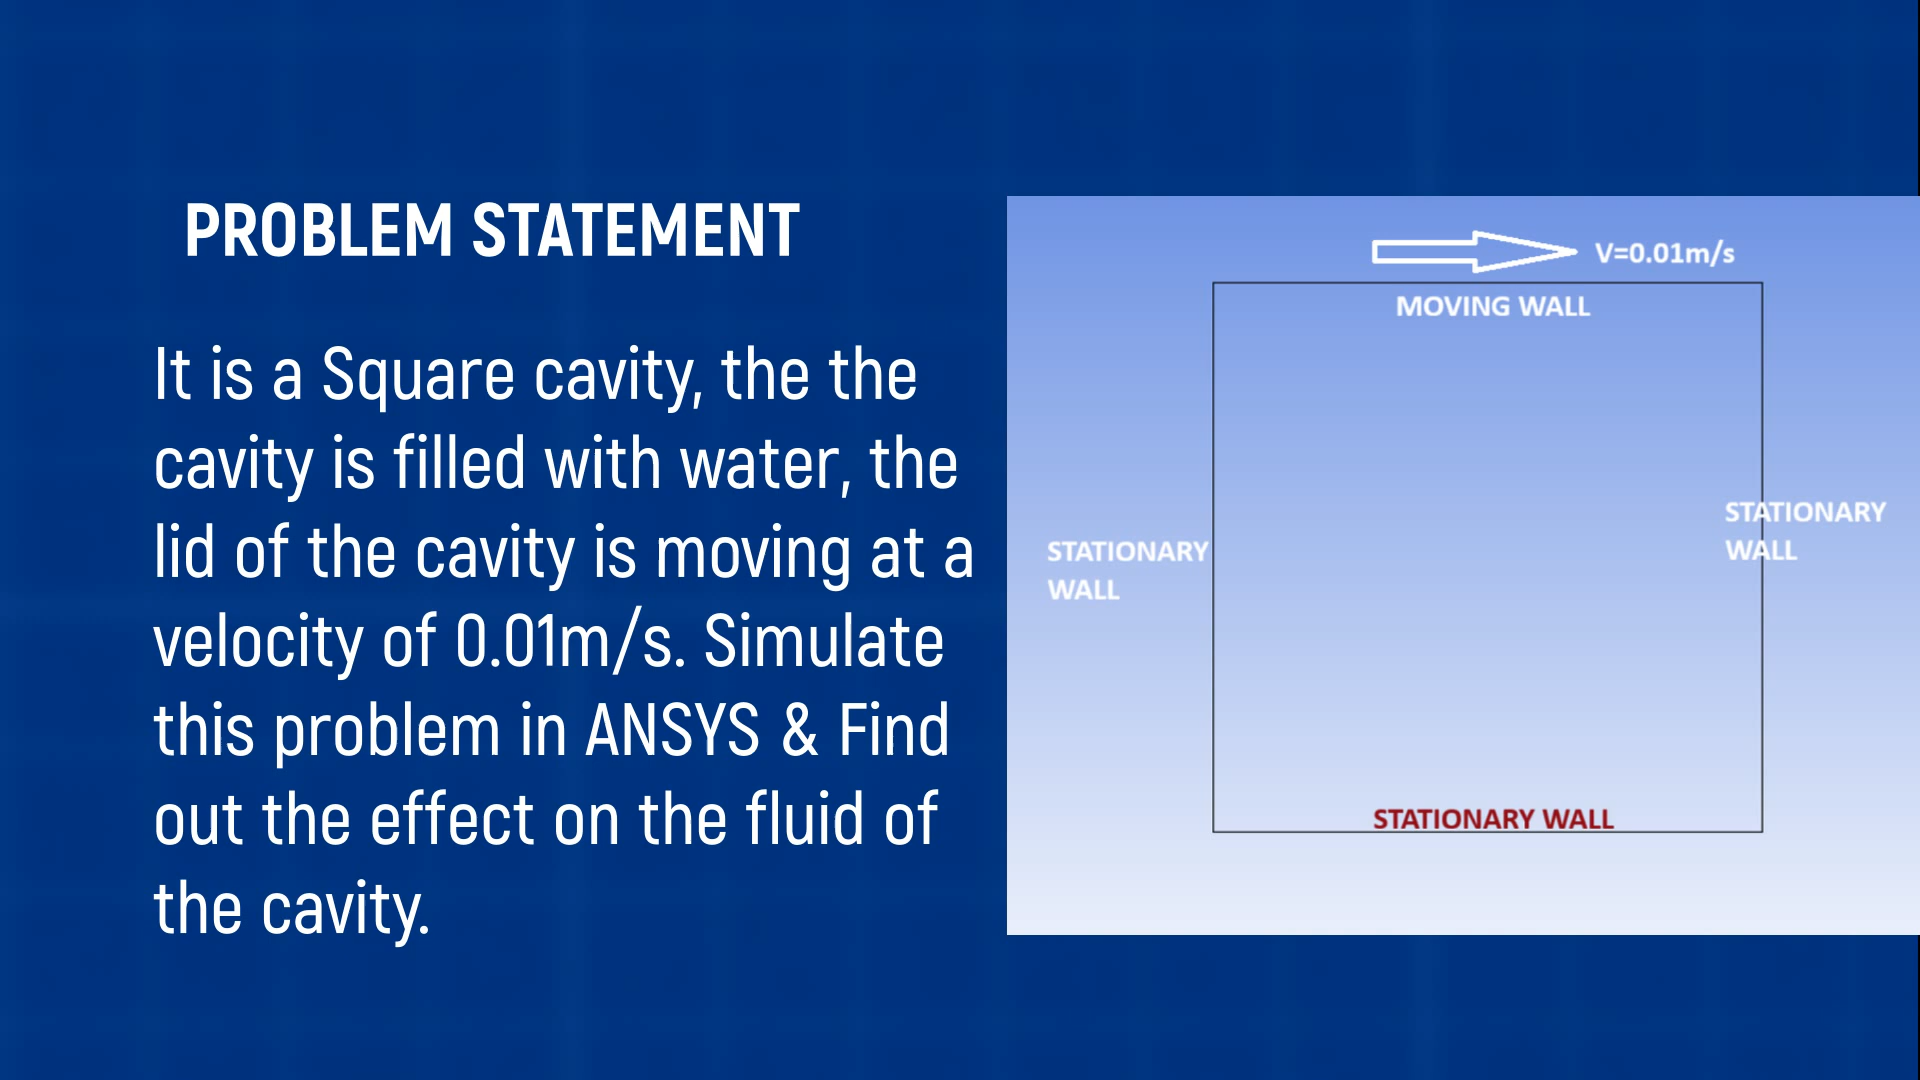 PROBLEM STATEMENT
It is a Square cavity, the the
cavity is filled with water, the
lid of the cavity is moving at a
velocity of 0.01m/s. Simulate
this problem in ANSYS & Find
out the effect on the fluid of
the cavity.
V=0.01m/s
MOVING WALL
STATIONARY
WALL
STATIONARY
WALL
STATIONARY WALL